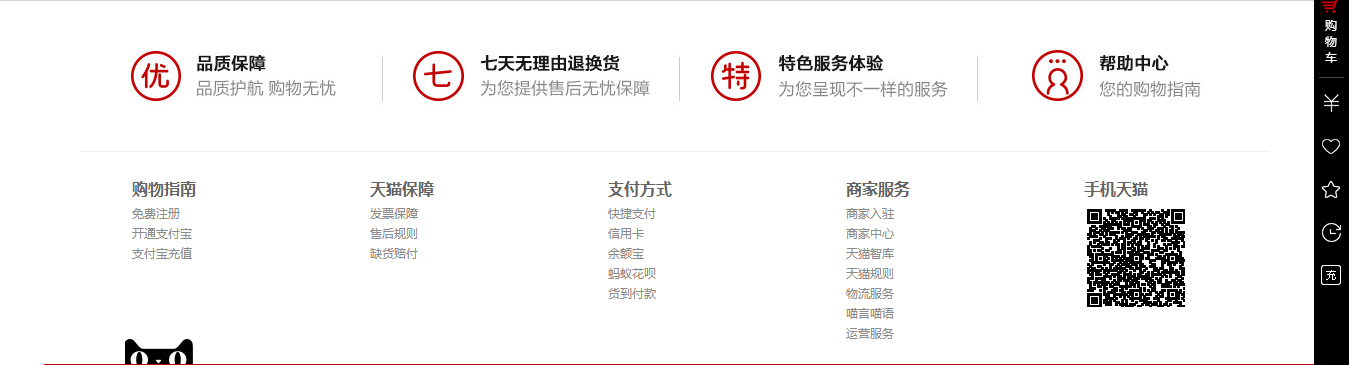 优 品质保障
品质护航 购物无忧
七 七天无理由退换货
为您提供售后无忧保障
特 特色服务体验
为您呈现不一样的服务
帮助中心
您的购物指南
购物指南
免费注册
开通支付宝
支付宝充值
天猫保障
发票保障
售后规则
缺货赔付
支付方式
快捷支付
信用卡
余额宝
蚂蚁花呗
货到付款
商家服务
商家入驻
商家中心
天猫智库
天猫规则
物流服务
喵言喵语
运营服务
手机天猫
购
物
车
充